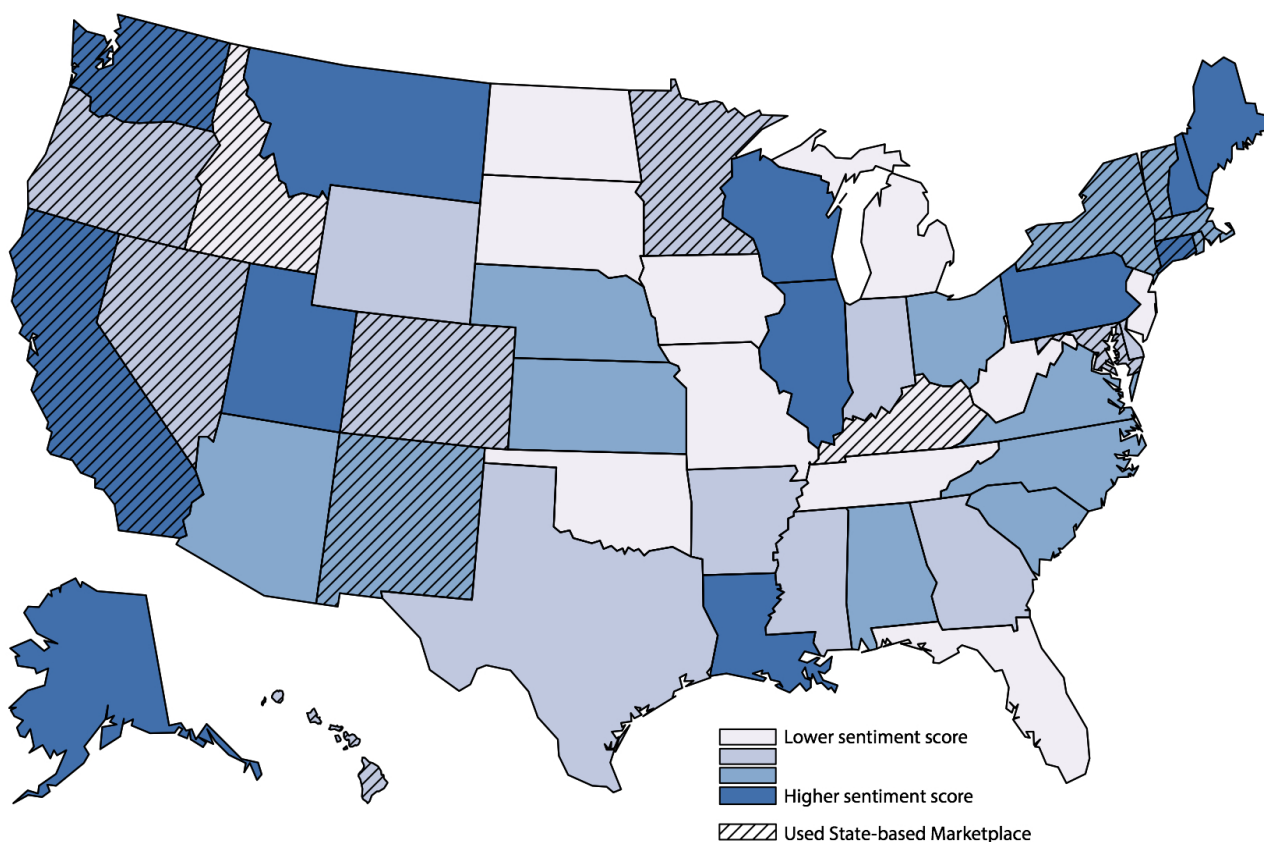 Lower sentiment score
Higher sentiment score
Used State-based Marketplace